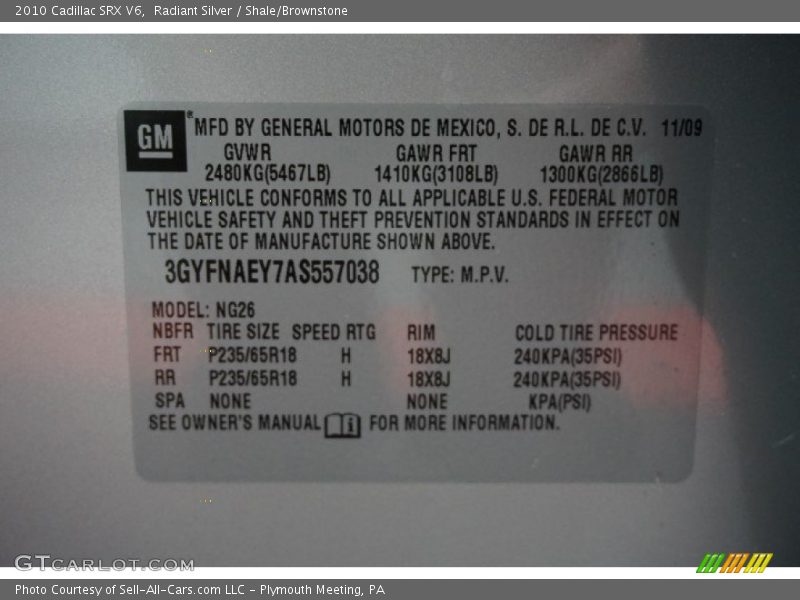 2010 Cadillac SRX V6,  Radiant Silver / Shale/Brownstone
GM® MFD BY GENERAL MOTORS DE MEXICO, S. DE R.L. DE C.V. 11/09
GVWR GAWR FRT GAWR RR
2480KG(5467LB) 1410KG(3108LB) 1300KG(2866LB)
THIS VEHICLE CONFORMS TO ALL APPLICABLE U.S. FEDERAL MOTOR
VEHICLE SAFETY AND THEFT PREVENTION STANDARDS IN EFFECT ON
THE DATE OF MANUFACTURE SHOWN ABOVE.
3GYFNAEY7AS557038 TYPE: M.P.V.
MODEL: NG26
NBFR TIRE SIZE SPEED RTG RIM COLD TIRE PRESSURE
FRT P235/65R18 H 18X8J 240KPA(35PSI)
RR P235/65R18 H 18X8J 240KPA(35PSI)
SPA NONE NONE KPA(PSI)
SEE OWNER'S MANUAL i FOR MORE INFORMATION.
GTCARLOT.COM
Photo Courtesy of Sell-All-Cars.com LLC - Plymouth Meeting, PA